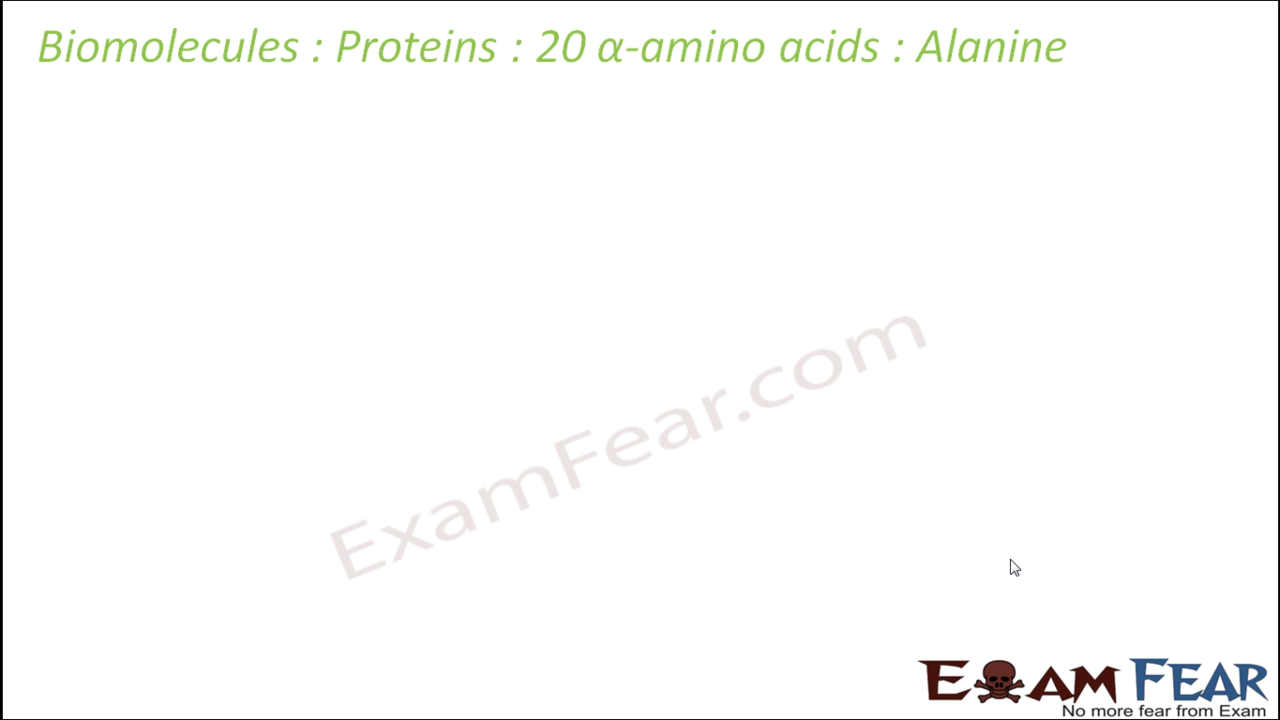 Biomolecules : Proteins : 20 α-amino acids : Alanine
ExamFear.com
EXAM FEAR
No more fear from Exam